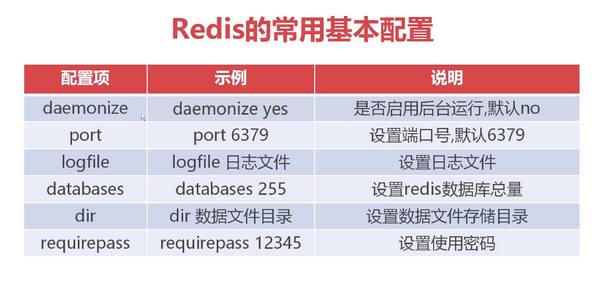 Redis的常用基本配置
配置项 示例 说明
daemonize daemonize yes 是否启用后台运行,默认no
port port 6379 设置端口号,默认6379
logfile logfile 日志文件 设置日志文件
databases databases 255 设置redis数据库总量
dir dir 数据文件目录 设置数据文件存储目录
requirepass requirepass 12345 设置使用密码